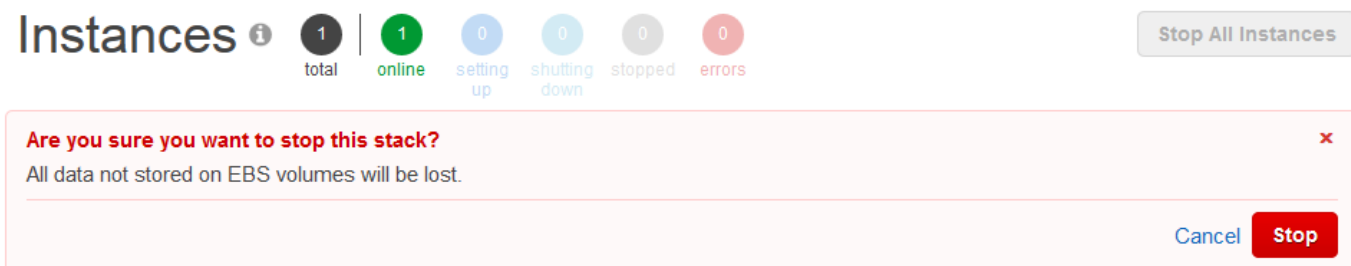 Instances i 1 1 0 0 0 0 Stop All Instances
total online setting shutting stopped errors
up down
Are you sure you want to stop this stack? ×
All data not stored on EBS volumes will be lost.
Cancel Stop